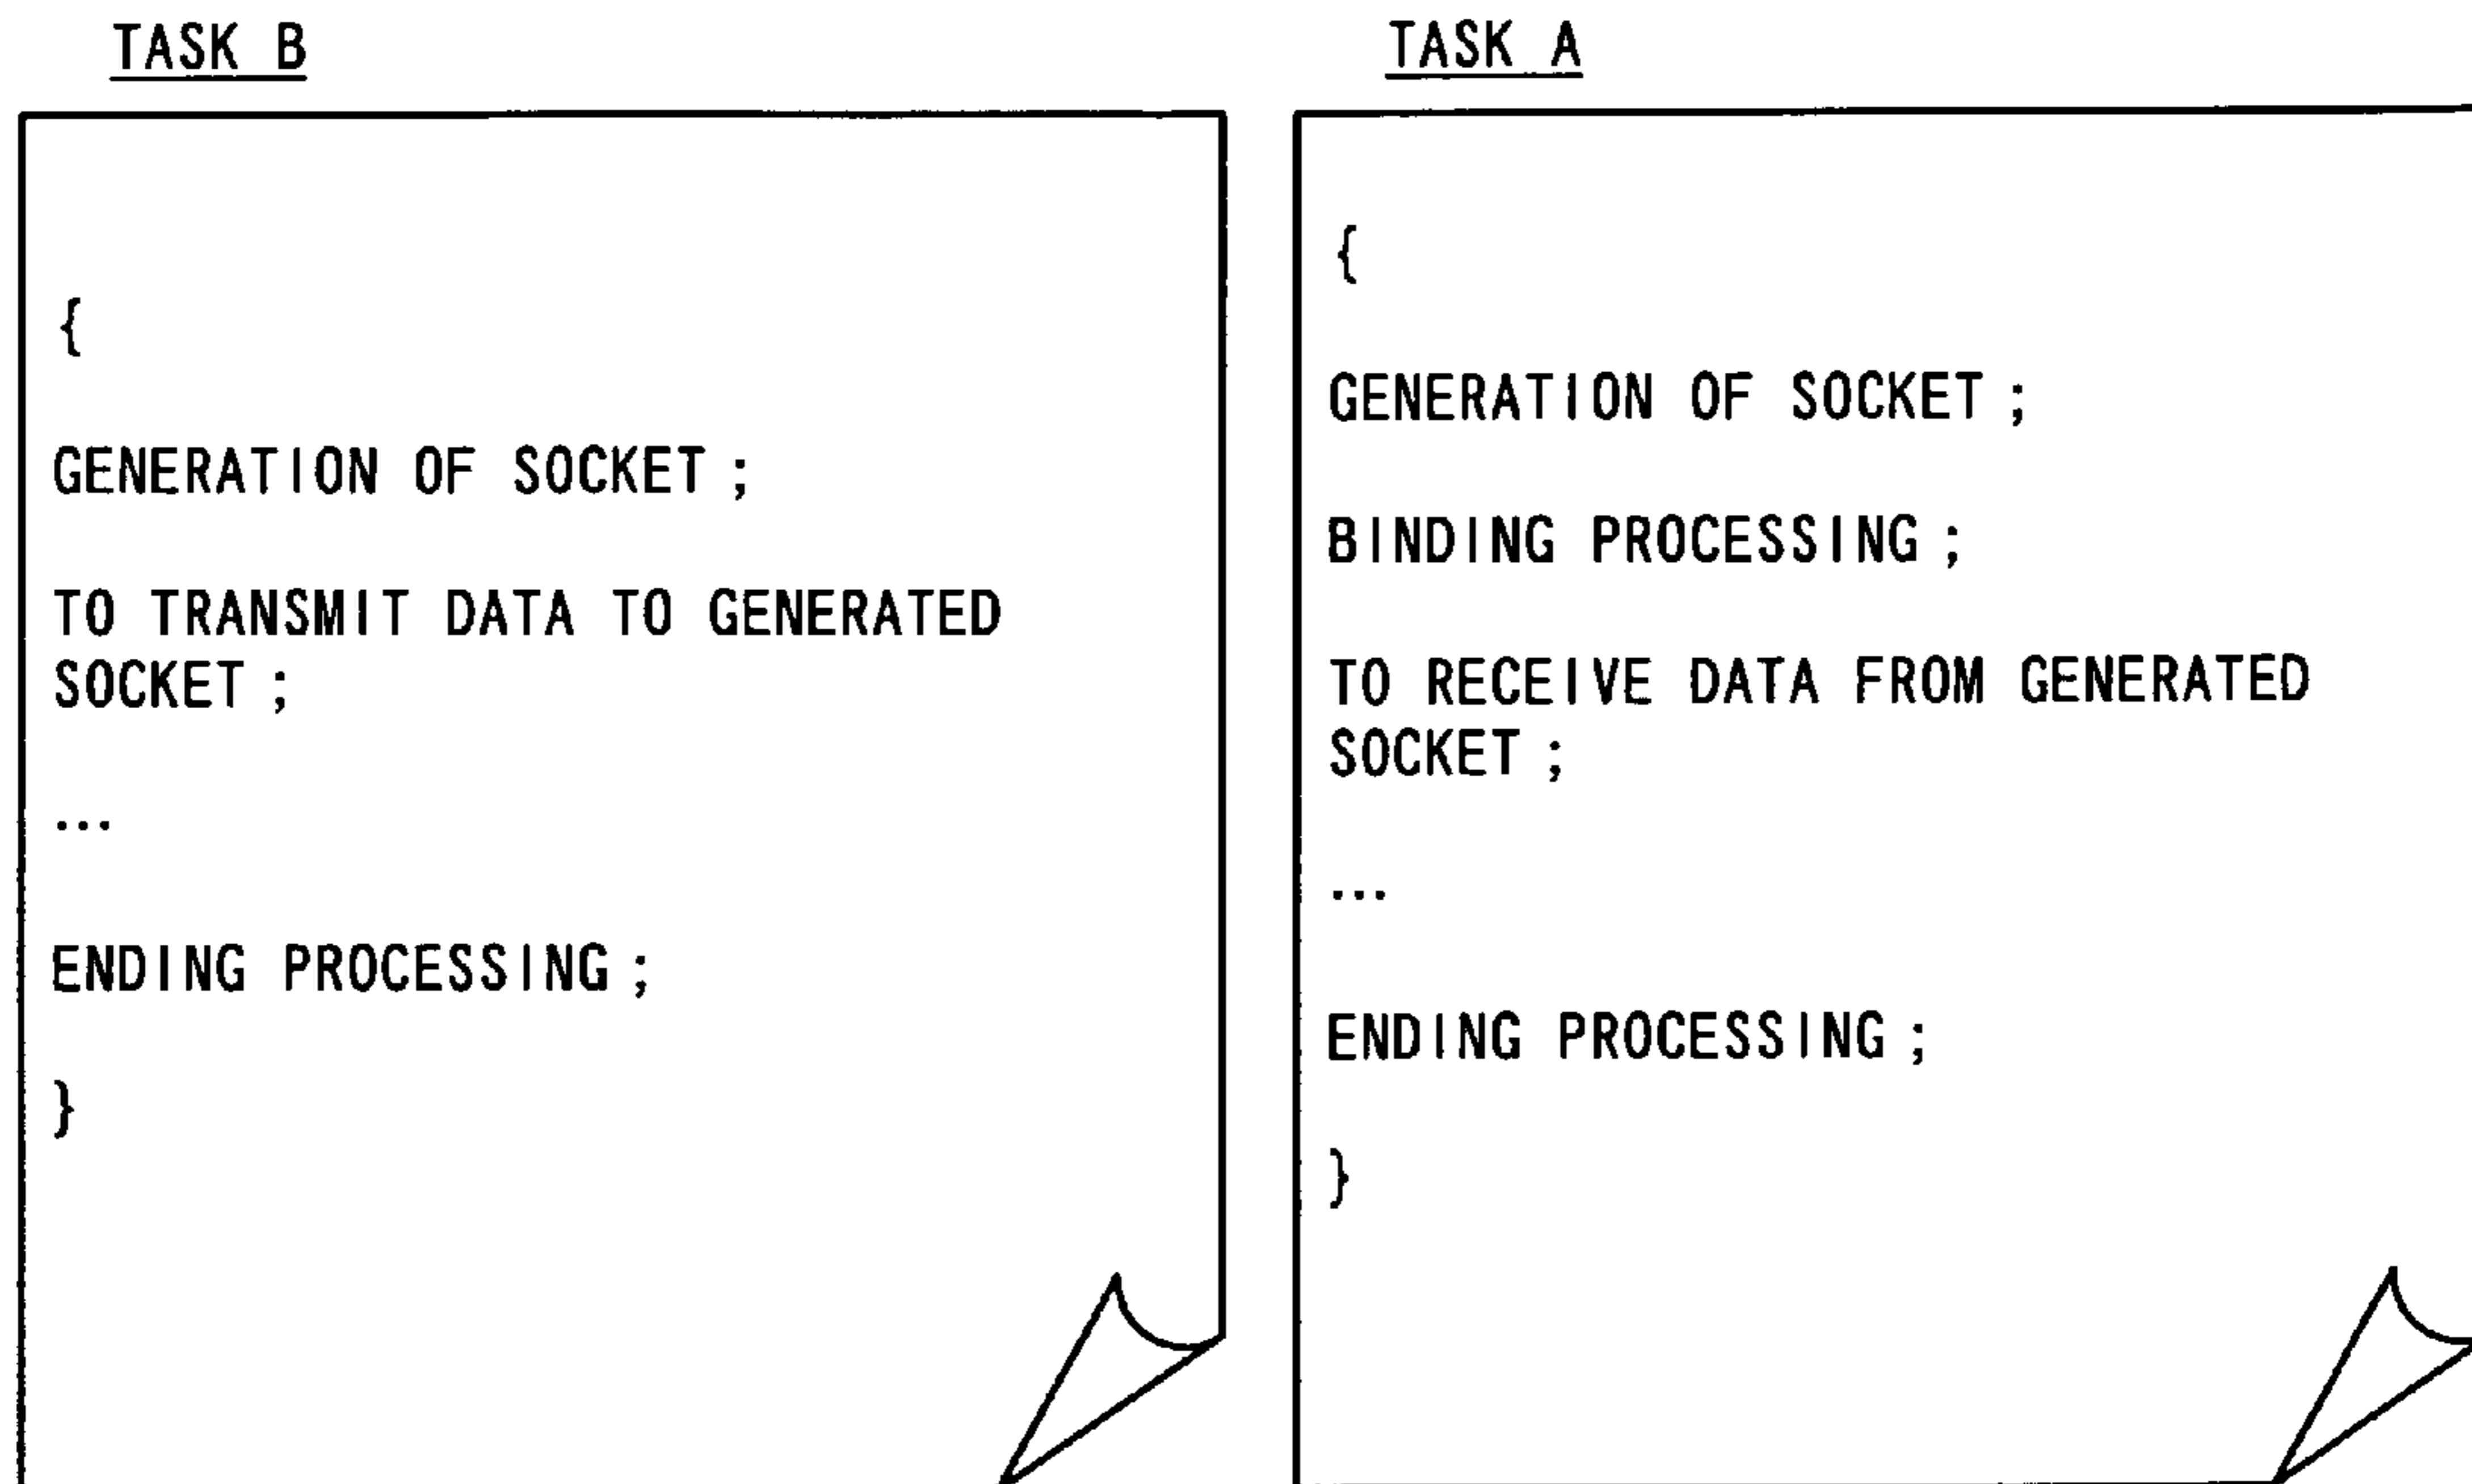 TASK B
{
GENERATION OF SOCKET ;
TO TRANSMIT DATA TO GENERATED
SOCKET ;
...
ENDING PROCESSING ;
}
TASK A
{
GENERATION OF SOCKET ;
BINDING PROCESSING ;
TO RECEIVE DATA FROM GENERATED
SOCKET ;
...
ENDING PROCESSING ;
}